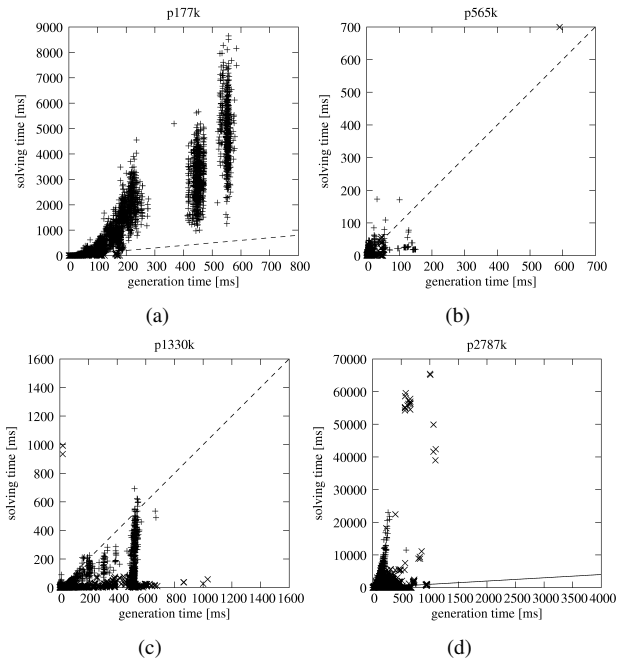 p177k
solving time [ms]
9000
8000
7000
6000
5000
4000
3000
2000
1000
0
0 100 200 300 400 500 600 700 800
generation time [ms]
(a)
p565k
solving time [ms]
700
600
500
400
300
200
100
0
0 100 200 300 400 500 600 700
generation time [ms]
(b)
p1330k
solving time [ms]
1600
1400
1200
1000
800
600
400
200
0
0 200 400 600 800 1000 1200 1400 1600
generation time [ms]
(c)
p2787k
solving time [ms]
70000
60000
50000
40000
30000
20000
10000
0
0 500 1000 1500 2000 2500 3000 3500 4000
generation time [ms]
(d)